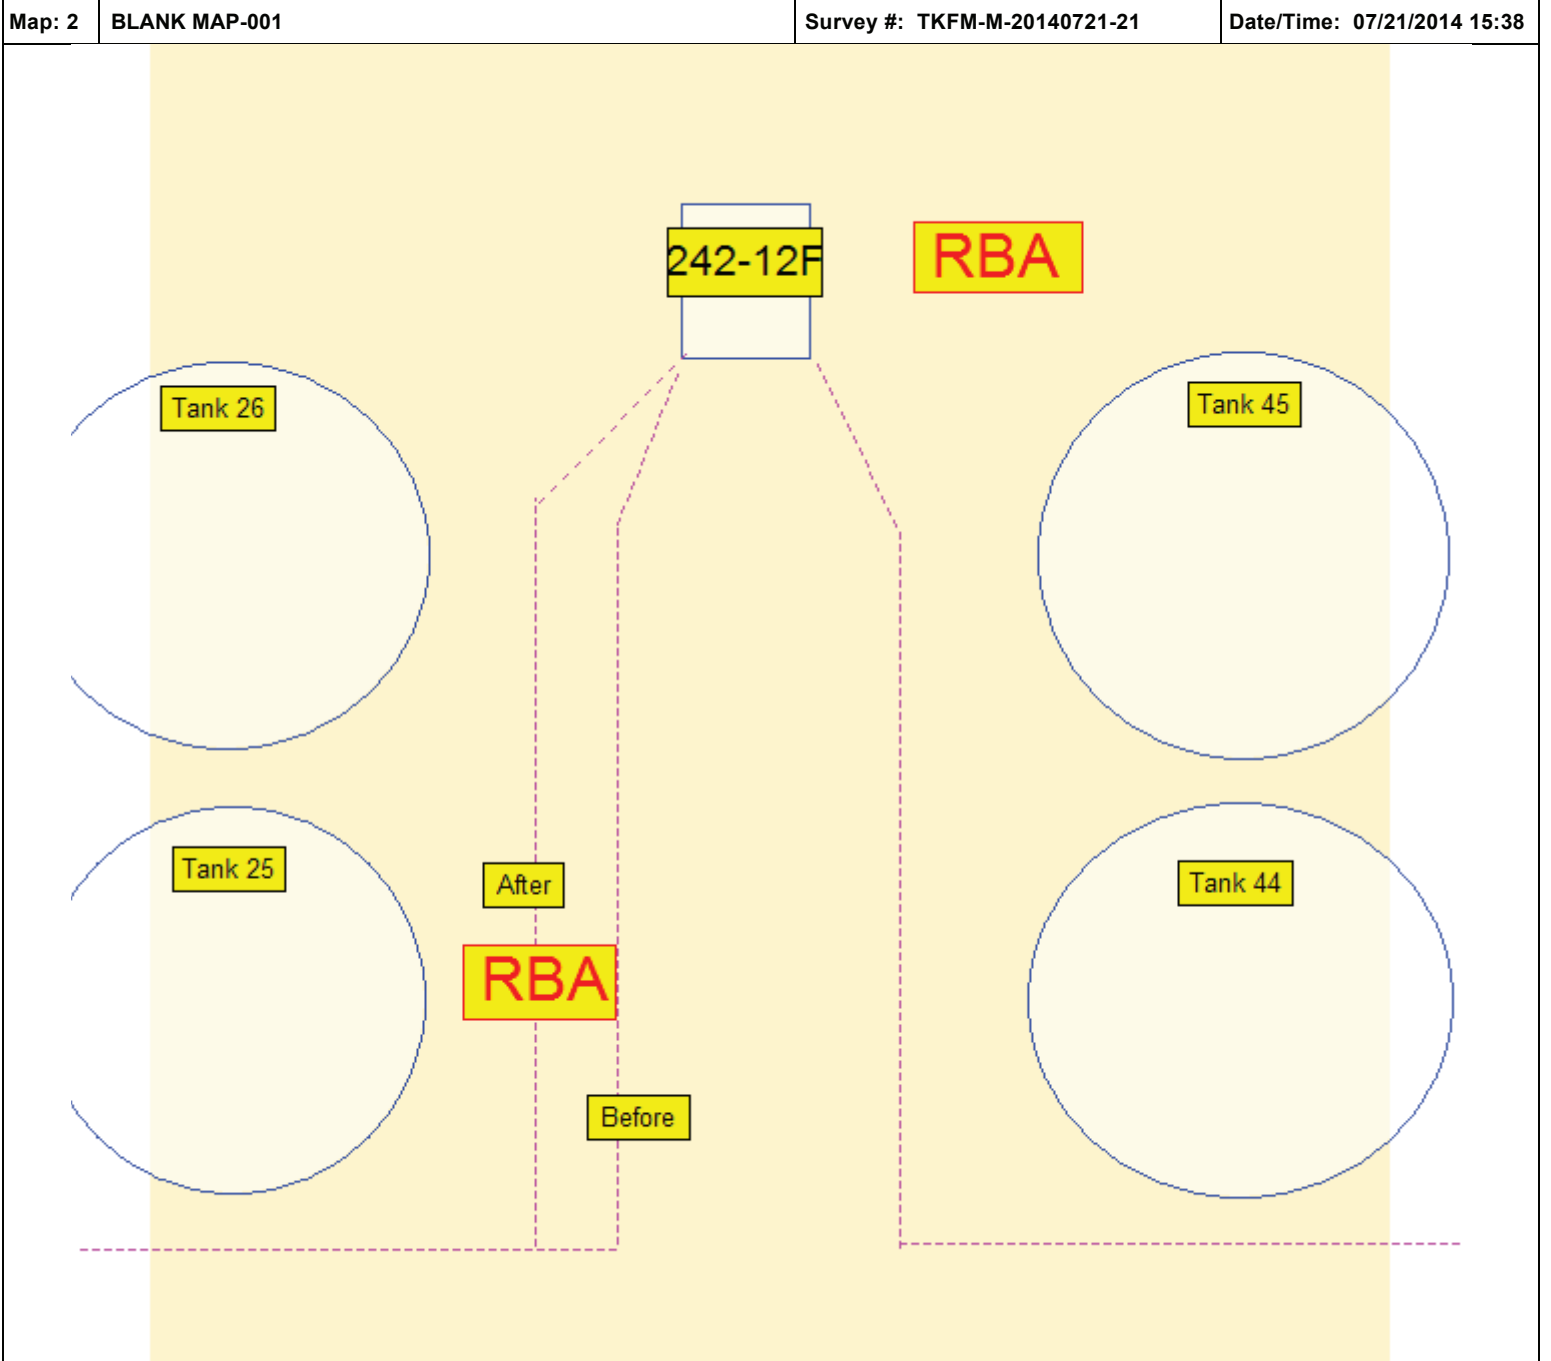 Map: 2 BLANK MAP-001 Survey #: TKFM-M-20140721-21 Date/Time: 07/21/2014 15:38
242-12F RBA
Tank 26 Tank 45
Tank 25 After Tank 44
RBA
Before